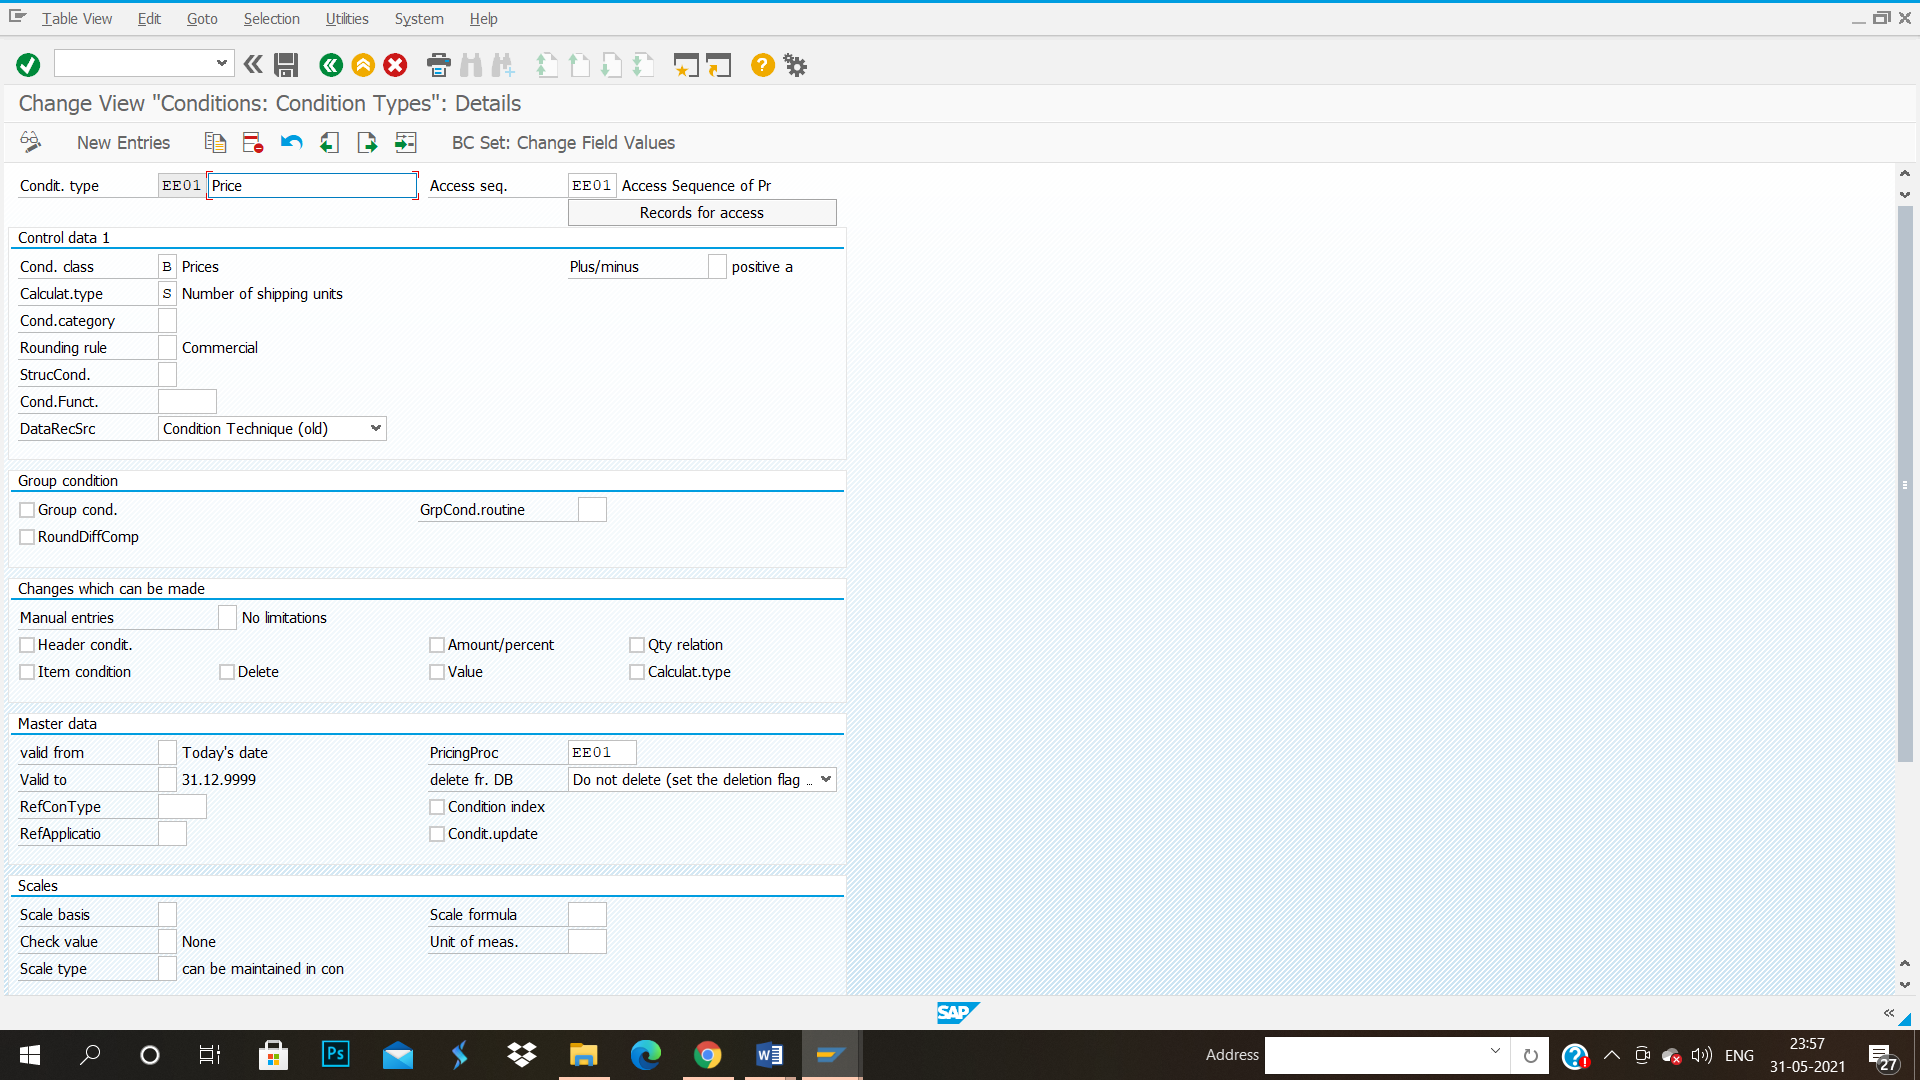 Table View Edit Goto Selection Utilities System Help
Change View "Conditions: Condition Types": Details
New Entries BC Set: Change Field Values
Condit. type EE01 Price Access seq. EE01 Access Sequence of Pr
Records for access
Control data 1
Cond. class B Prices Plus/minus positive a
Calculat.type S Number of shipping units
Cond.category
Rounding rule Commercial
StrucCond.
Cond.Funct.
DataRecSrc Condition Technique (old)
Group condition
Group cond. GrpCond.routine
RoundDiffComp
Changes which can be made
Manual entries No limitations
Header condit. Amount/percent Qty relation
Item condition Delete Value Calculat.type
Master data
valid from Today's date PricingProc EE01
Valid to 31.12.9999 delete fr. DB Do not delete (set the deletion flag ...
RefConType Condition index
RefApplicatio Condit.update
Scales
Scale basis Scale formula
Check value None Unit of meas.
Scale type can be maintained in con
SAP
Ps Address ENG 23:57
31-05-2021 27